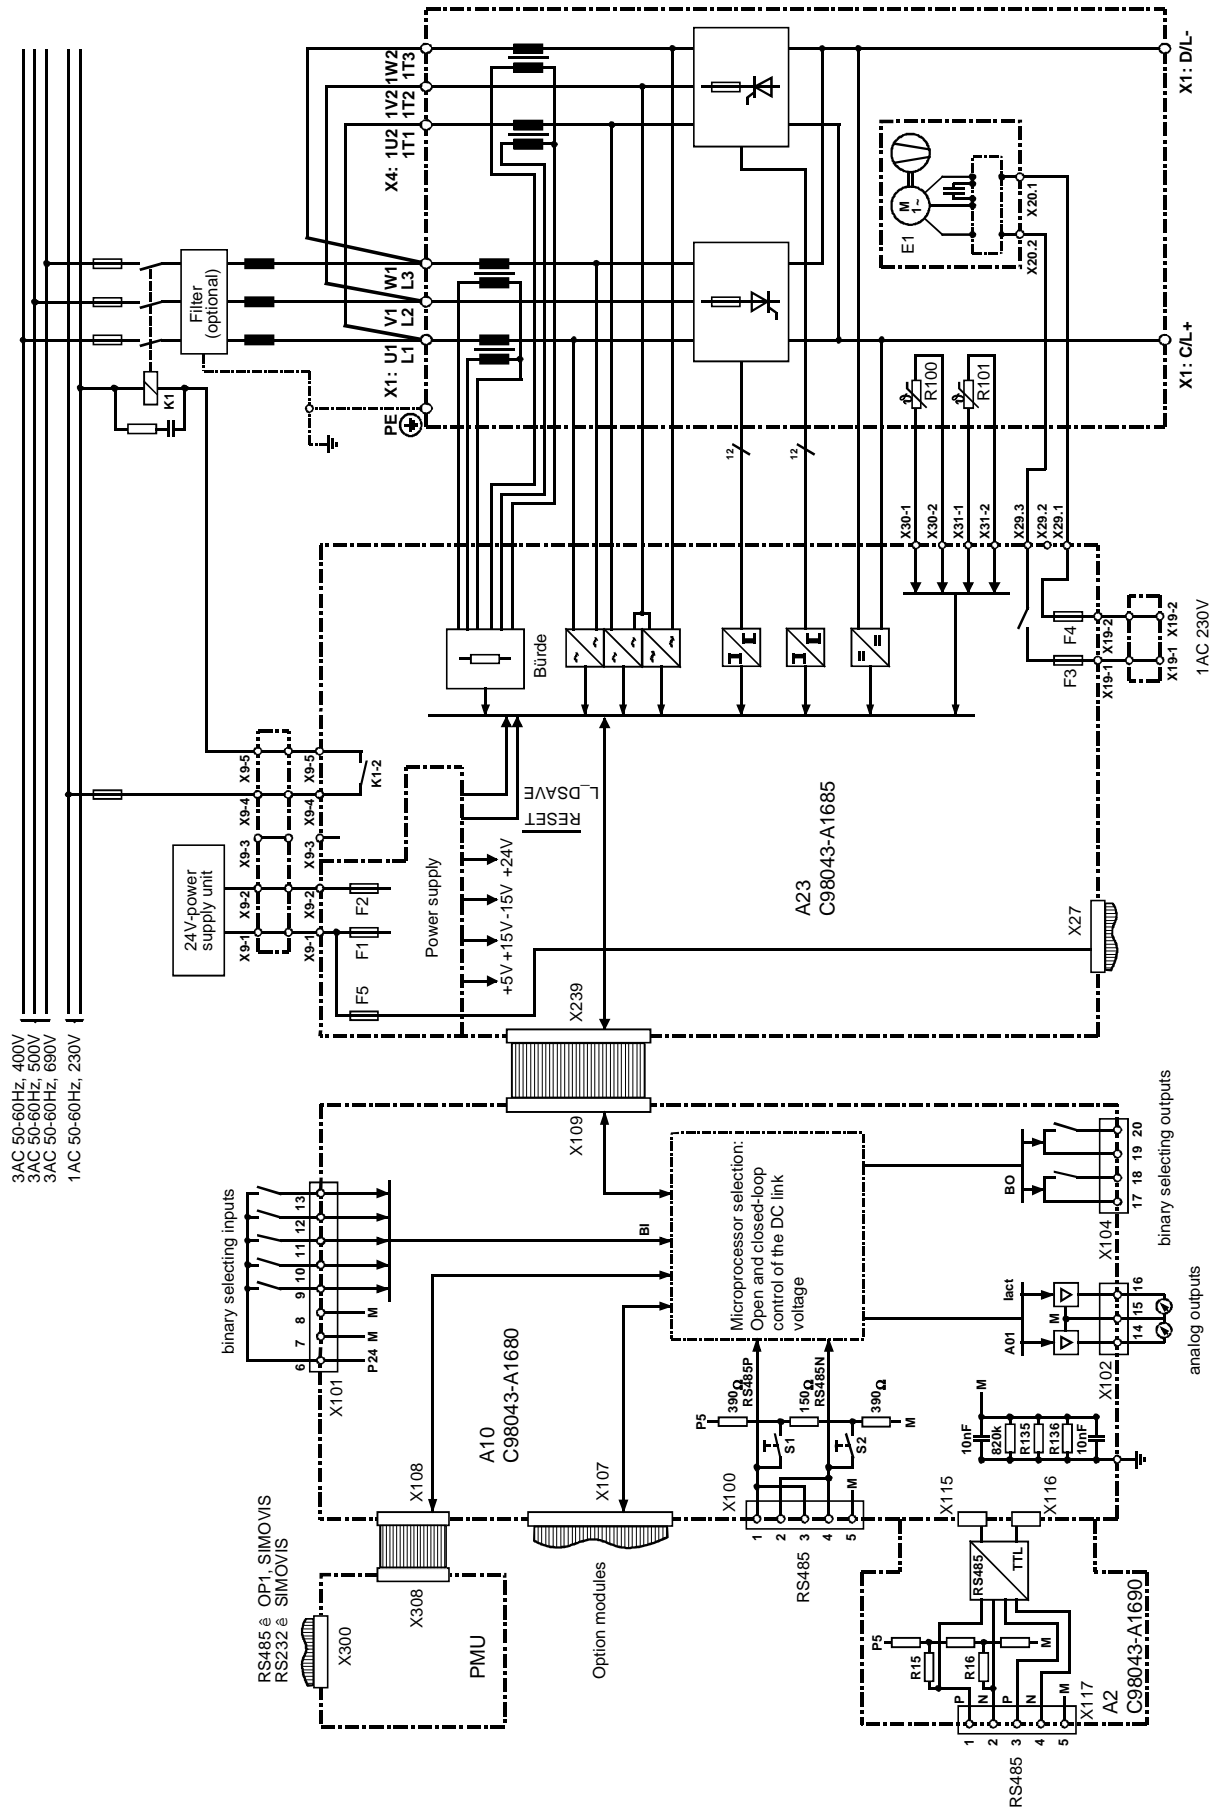 3AC 50-60Hz, 400V
3AC 50-60Hz, 500V
3AC 50-60Hz, 690V
1AC 50-60Hz, 230V
binary selecting inputs
6
7
8
9
10
11
12
13
X101
P24
M
M
A10
C98043-A1680
RS485 ê OP1, SIMOVIS
RS232 ê SIMOVIS
X300
PMU
X308
X108
Option modules
X107
BI
X109
X239
Microprocessor selection:
Open and closed-loop
control of the DC link
voltage
RS485P
RS485N
P5
390Ω
150Ω
390Ω
M
S1
S2
X100
1
2
3
4
5
M
RS485
BO
17
18
19
20
X104
binary selecting outputs
A01
M
Iact
14
15
16
X102
analog outputs
M
10nF
820k
R135
R136
10nF
X115
X116
RS485
TTL
P5
R15
R16
M
P
N
P
N
M
1
2
3
4
5
X117
RS485
A2
C98043-A1690
24V-power
supply unit
X9-1
X9-2
X9-3
X9-4
X9-5
X9-1
X9-2
X9-3
X9-4
X9-5
F1
F2
F5
K1-2
Power supply
+5V
+15V
-15V
+24V
RESET
L_DSAVE
A23
C98043-A1685
X27
Bürde
F3
F4
X19-1
X19-2
X19-1
X19-2
1AC 230V
X30-1
X30-2
X31-1
X31-2
X29.3
X29.2
X29.1
12
12
R100
R101
K1
Filter
(optional)
PE
X1:
U1
V1
W1
L1
L2
L3
X4:
1U2
1V2
1W2
1T1
1T2
1T3
E1
M
1~
X20.2
X20.1
X1: C/L+
X1: D/L-